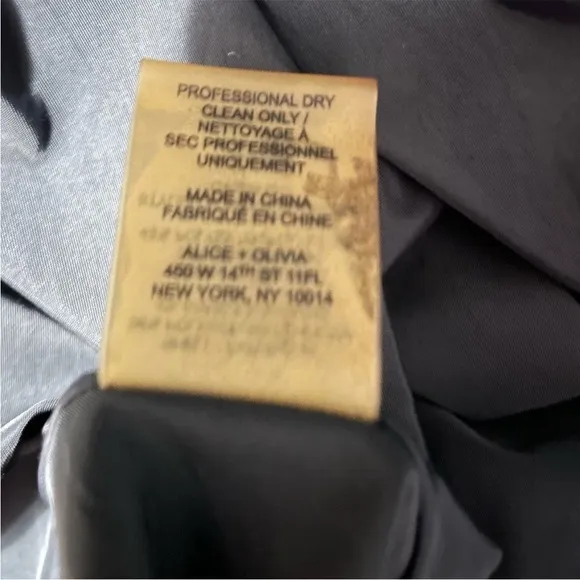 PROFESSIONAL DRY
CLEAN ONLY /
NETTOYAGE À
SEC PROFESSIONNEL
UNIQUEMENT
MADE IN CHINA
FABRIQUÉ EN CHINE
ALICE + OLIVIA
450 W 14TH ST 11FL
NEW YORK, NY 10014